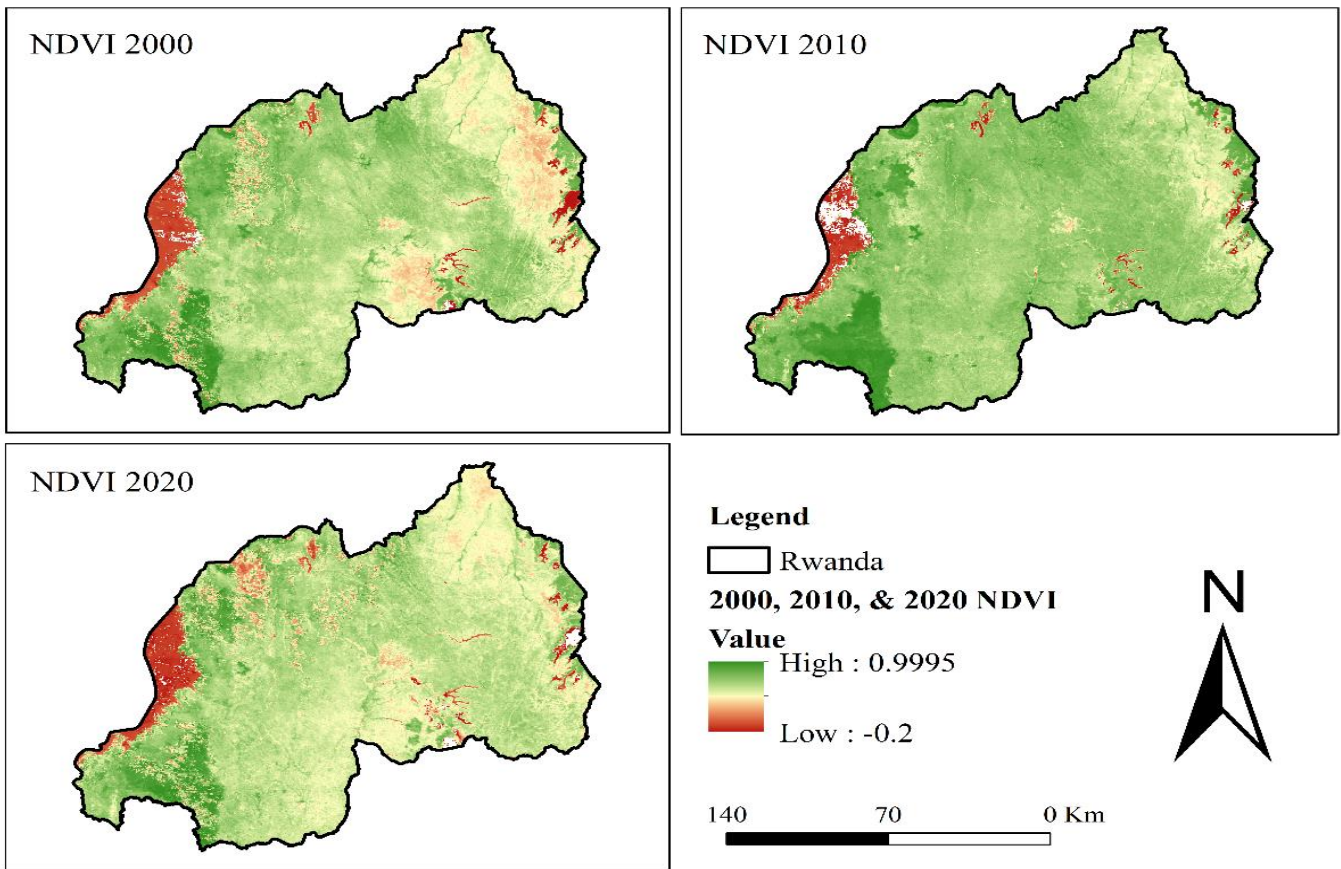 NDVI 2000
NDVI 2010
NDVI 2020
Legend
Rwanda
2000, 2010, & 2020 NDVI
Value
High : 0.9995
Low : -0.2
N
140 70 0 Km